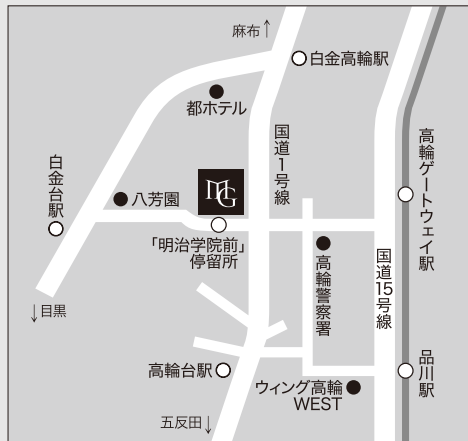 麻布↑
白金高輪駅
都ホテル
国道1号線
高輪ゲートウェイ駅
白金台駅
八芳園
MG
「明治学院前」
停留所
高輪警察署
国道15号線
↓目黒
高輪台駅
品川駅
ウィング高輪
WEST
五反田↓